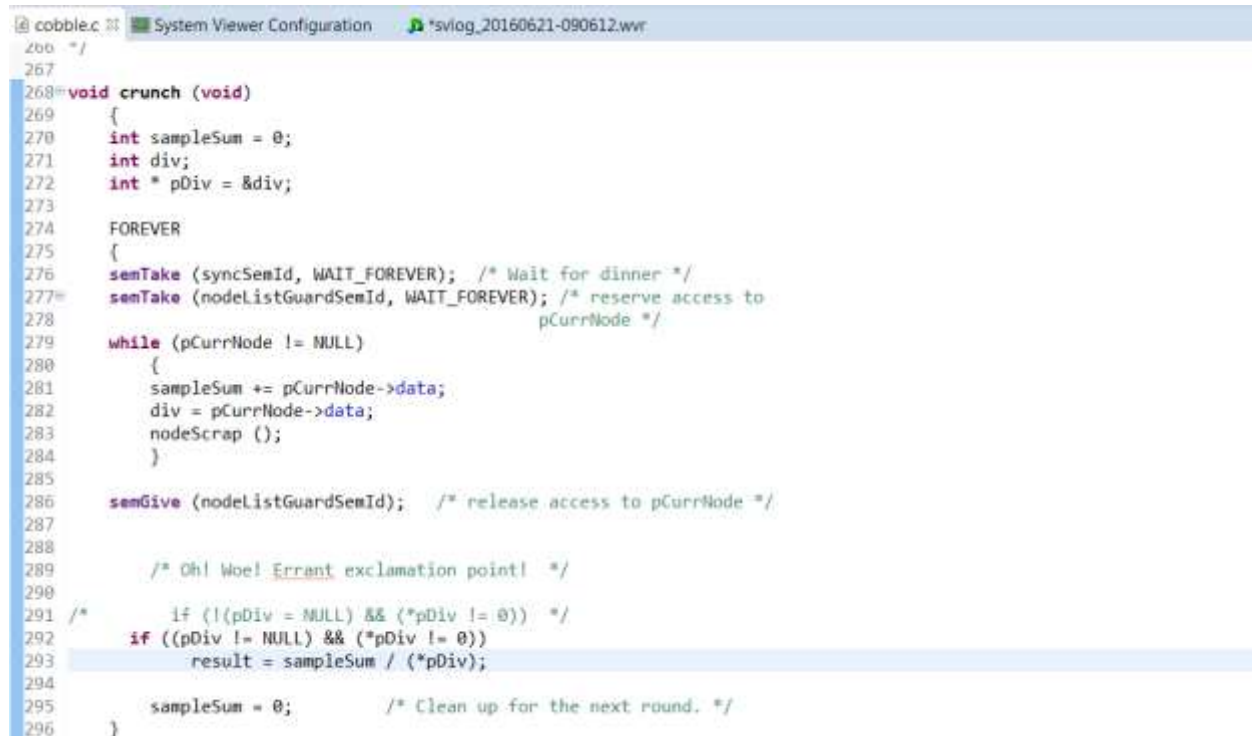 cobble.c System Viewer Configuration *svlog_20160621-090612.wvr
266 */
267
268 void crunch (void)
269 {
270 int sampleSum = 0;
271 int div;
272 int * pDiv = &div;
273
274 FOREVER
275 {
276 semTake (syncSemId, WAIT_FOREVER); /* Wait for dinner */
277 semTake (nodeListGuardSemId, WAIT_FOREVER); /* reserve access to
278 pCurrNode */
279 while (pCurrNode != NULL)
280 {
281 sampleSum += pCurrNode->data;
282 div = pCurrNode->data;
283 nodeScrap ();
284 }
285
286 semGive (nodeListGuardSemId); /* release access to pCurrNode */
287
288
289 /* Oh! Woe! Errant exclamation point! */
290
291 /* if (!(pDiv = NULL) && (*pDiv != 0)) */
292 if ((pDiv != NULL) && (*pDiv != 0))
293 result = sampleSum / (*pDiv);
294
295 sampleSum = 0; /* Clean up for the next round. */
296 }